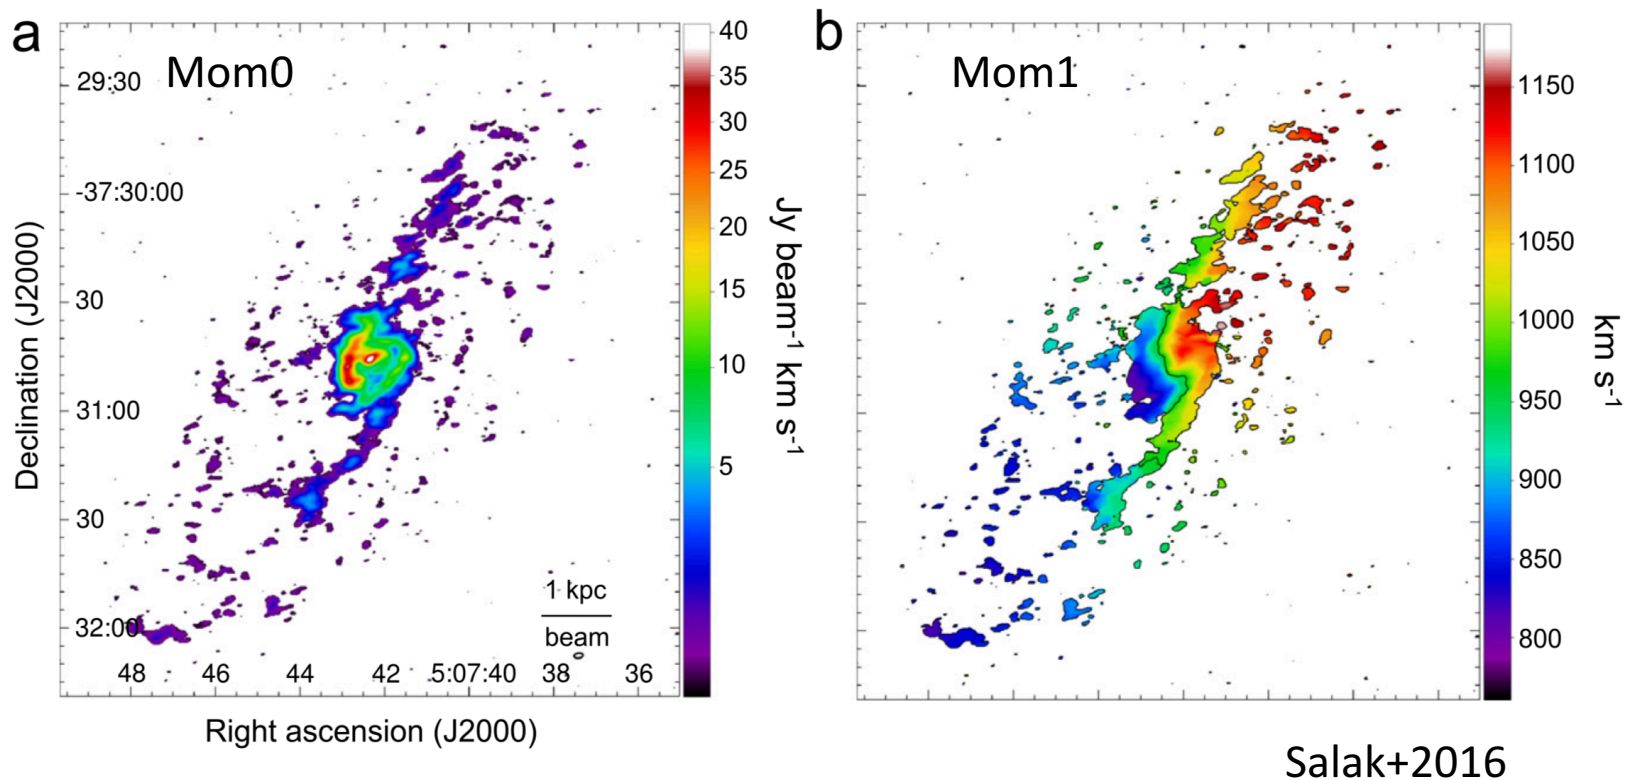 a
Mom0
29:30
-37:30:00
30
31:00
30
32:00
Declination (J2000)
48 46 44 42 5:07:40 38 36
Right ascension (J2000)
1 kpc
beam
40
35
30
25
20
15
10
5
Jy beam-1 km s-1
b
Mom1
1150
1100
1050
1000
950
900
850
800
km s-1
Salak+2016